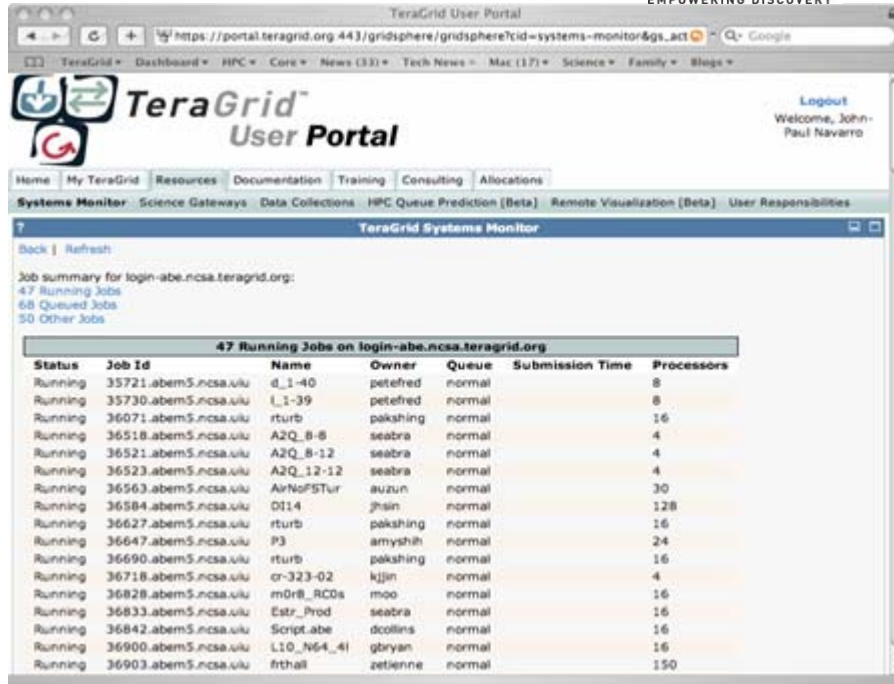 EMPOWERING DISCOVERY
TeraGrid User Portal
https://portal.teragrid.org:443/gridsphere/gridsphere?cid=systems-monitor&gs_act
Google
TeraGrid Dashboard HPC Core News (33) Tech News Mac (17) Science Family Blogs
TeraGrid™
User Portal
Logout
Welcome, John-
Paul Navarro
Home My TeraGrid Resources Documentation Training Consulting Allocations
Systems Monitor Science Gateways Data Collections HPC Queue Prediction [Beta] Remote Visualization [Beta] User Responsibilities
? TeraGrid Systems Monitor
Back | Refresh
Job summary for login-abe.ncsa.teragrid.org:
47 Running Jobs
68 Queued Jobs
50 Other Jobs
47 Running Jobs on login-abe.ncsa.teragrid.org
Status Job Id Name Owner Queue Submission Time Processors
Running 35721.abem5.ncsa.uiu d_1-40 petefred normal 8
Running 35730.abem5.ncsa.uiu l_1-39 petefred normal 8
Running 36071.abem5.ncsa.uiu rturb pakshing normal 16
Running 36518.abem5.ncsa.uiu A2Q_8-8 seabra normal 4
Running 36521.abem5.ncsa.uiu A2Q_8-12 seabra normal 4
Running 36523.abem5.ncsa.uiu A2Q_12-12 seabra normal 4
Running 36563.abem5.ncsa.uiu AirNoFSTur auzun normal 30
Running 36584.abem5.ncsa.uiu DI14 jhsin normal 128
Running 36627.abem5.ncsa.uiu rturb pakshing normal 16
Running 36647.abem5.ncsa.uiu P3 amyshih normal 24
Running 36690.abem5.ncsa.uiu rturb pakshing normal 16
Running 36718.abem5.ncsa.uiu cr-323-02 kjjin normal 4
Running 36828.abem5.ncsa.uiu m0r8_RC0s moo normal 16
Running 36833.abem5.ncsa.uiu Estr_Prod seabra normal 16
Running 36842.abem5.ncsa.uiu Script.abe dcollins normal 16
Running 36900.abem5.ncsa.uiu L10_N64_4l gbryan normal 16
Running 36903.abem5.ncsa.uiu frthall zetienne normal 150